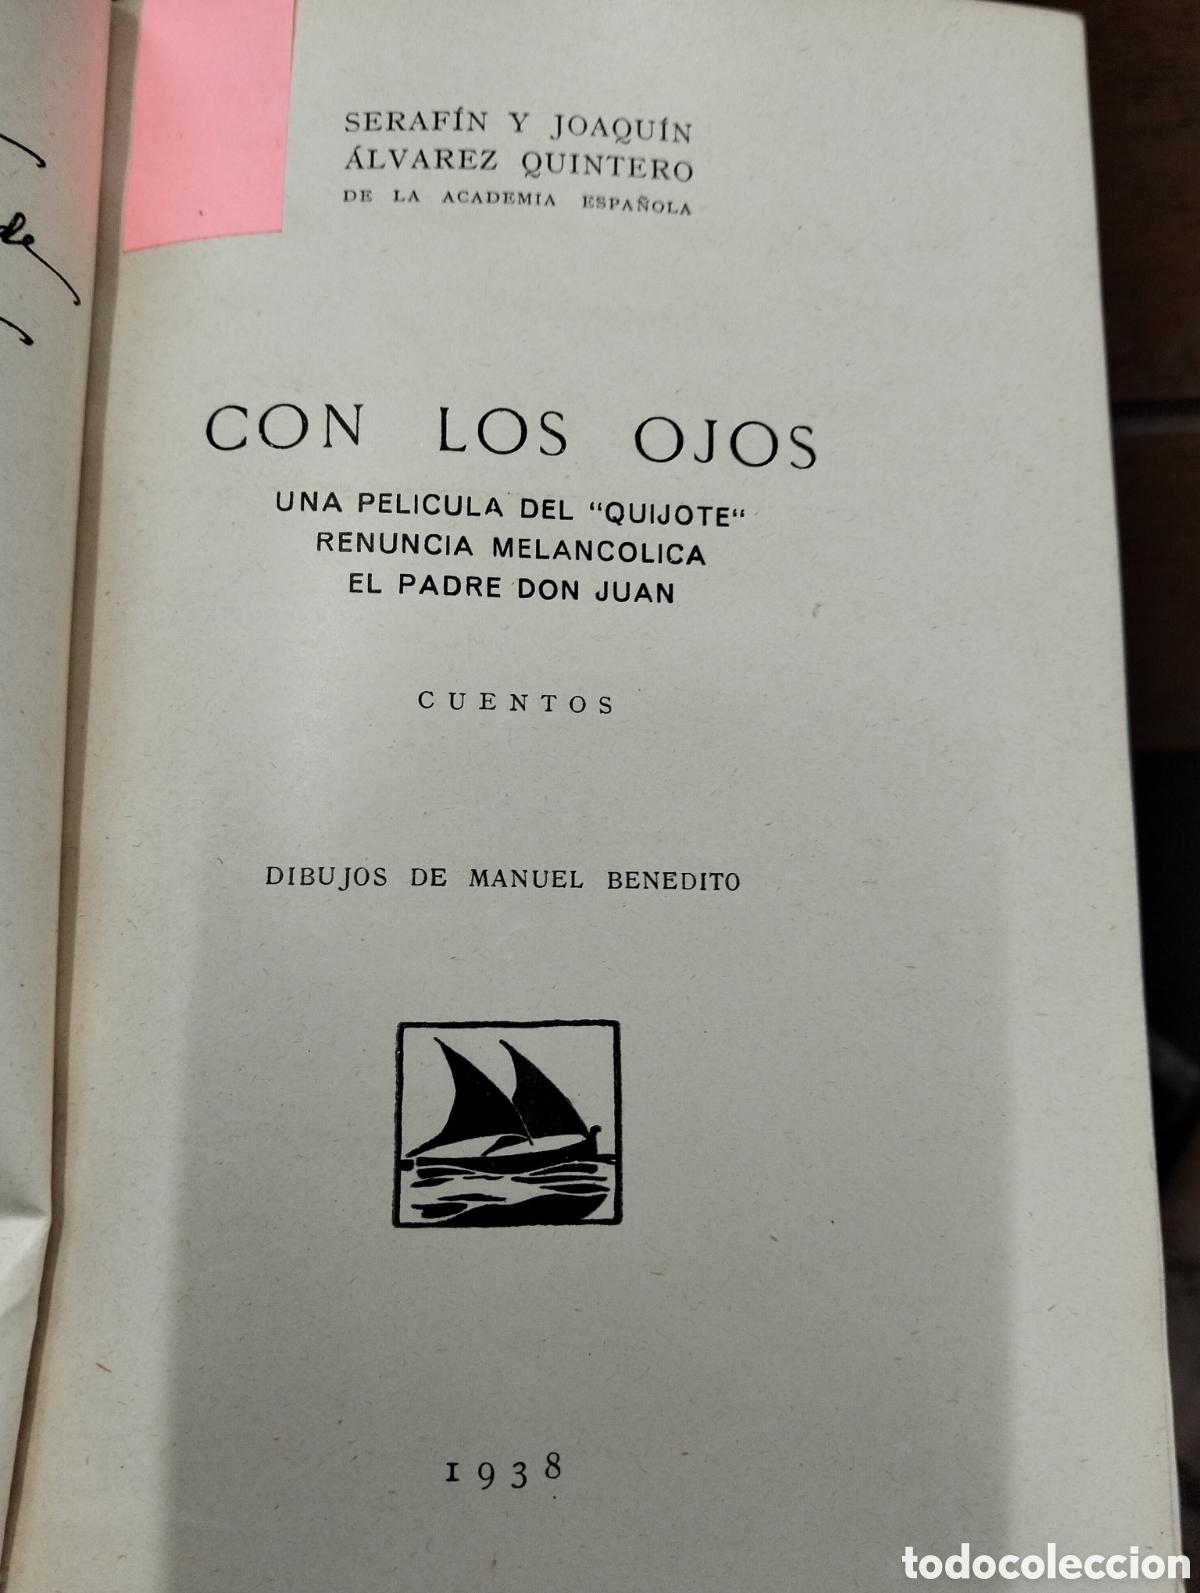 de
SERAFÍN Y JOAQUÍN
ÁLVAREZ QUINTERO
DE LA ACADEMIA ESPAÑOLA
CON LOS OJOS
UNA PELICULA DEL “QUIJOTE“
RENUNCIA MELANCOLICA
EL PADRE DON JUAN
CUENTOS
DIBUJOS DE MANUEL BENEDITO
1938
todocoleccion